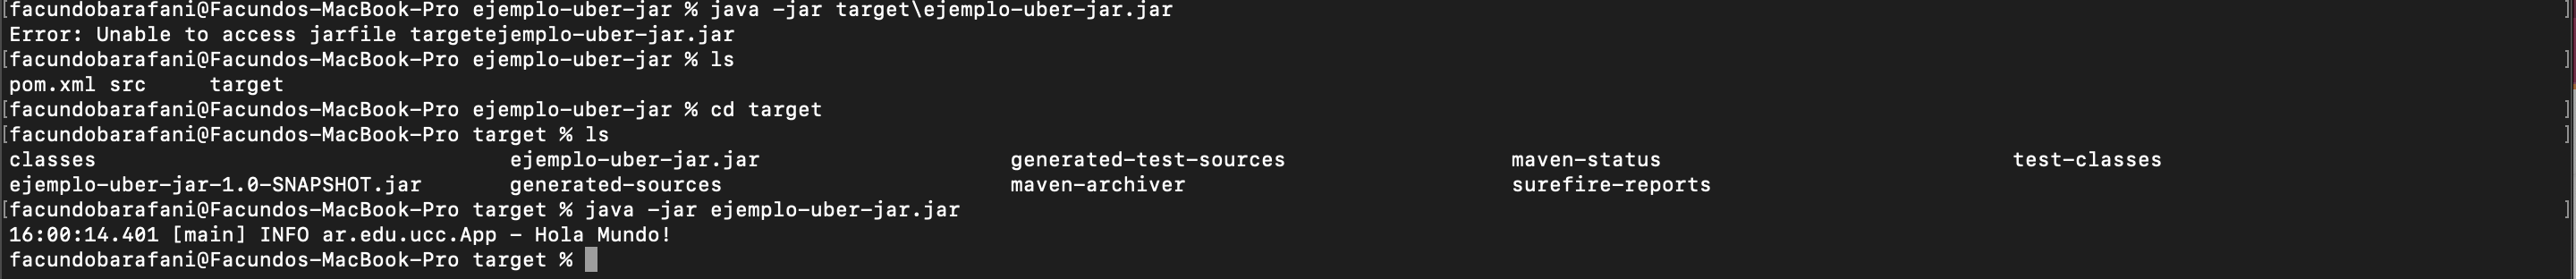 [facundobarafani@Facundos-MacBook-Pro ejemplo-uber-jar % java -jar target\ejemplo-uber-jar.jar ]
Error: Unable to access jarfile targetejemplo-uber-jar.jar
[facundobarafani@Facundos-MacBook-Pro ejemplo-uber-jar % ls ]
pom.xml src     target
[facundobarafani@Facundos-MacBook-Pro ejemplo-uber-jar % cd target ]
[facundobarafani@Facundos-MacBook-Pro target % ls ]
classes ejemplo-uber-jar.jar generated-test-sources maven-status test-classes
ejemplo-uber-jar-1.0-SNAPSHOT.jar generated-sources maven-archiver surefire-reports
[facundobarafani@Facundos-MacBook-Pro target % java -jar ejemplo-uber-jar.jar ]
16:00:14.401 [main] INFO ar.edu.ucc.App - Hola Mundo!
facundobarafani@Facundos-MacBook-Pro target %